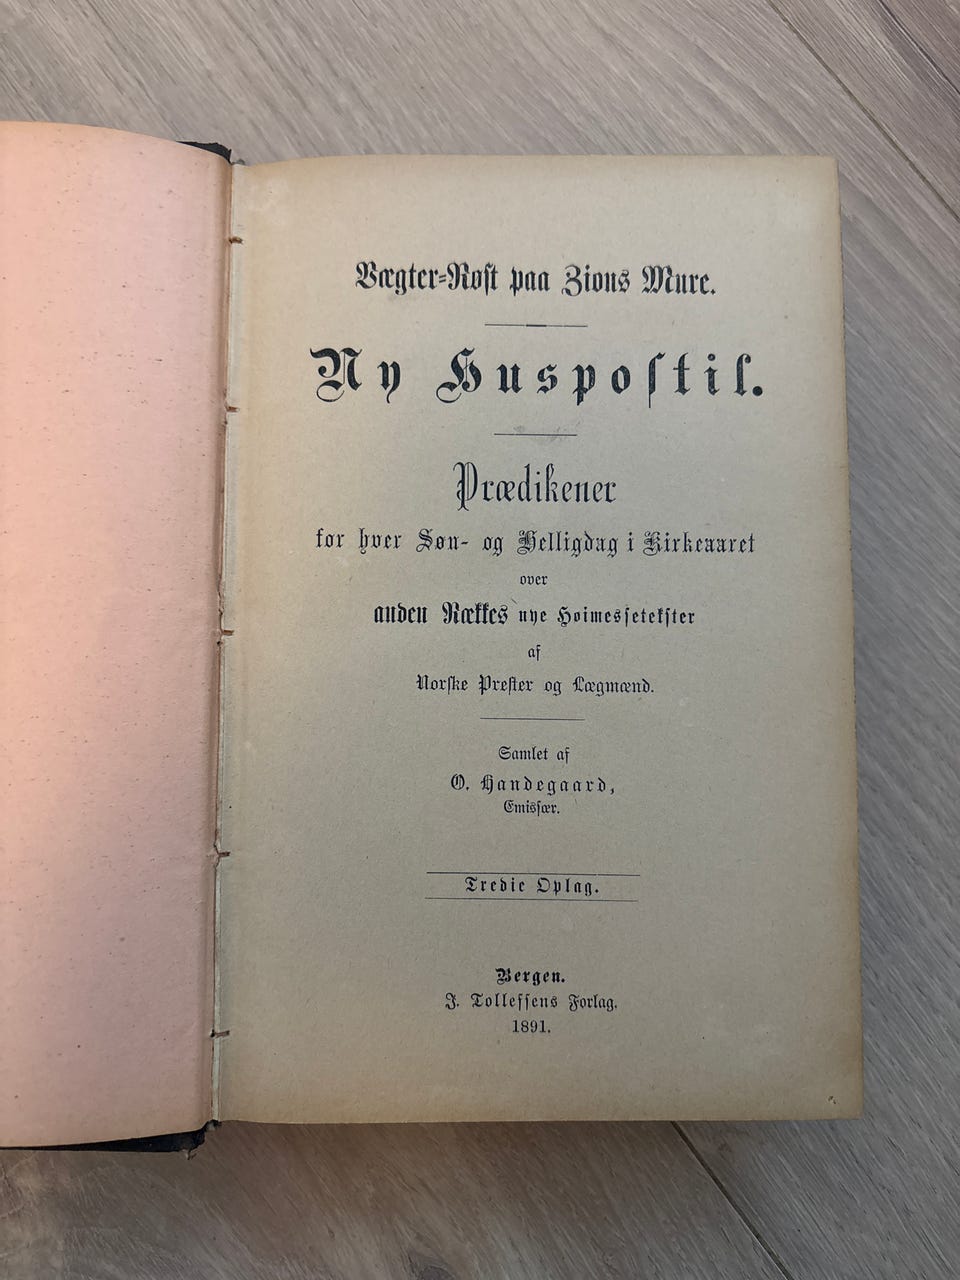 Vægter-Røst paa Zions Mure.
Ny Huspostil.
Prædikener
for hver Søn- og Helligdag i Kirkeaaret
over
anden Rækkes nye Høimessetekster
af
Norske Prester og Lægmænd.
Samlet af
O. Handegaard,
Emissær.
Tredie Oplag.
Bergen.
J. Tollefsens Forlag.
1891.